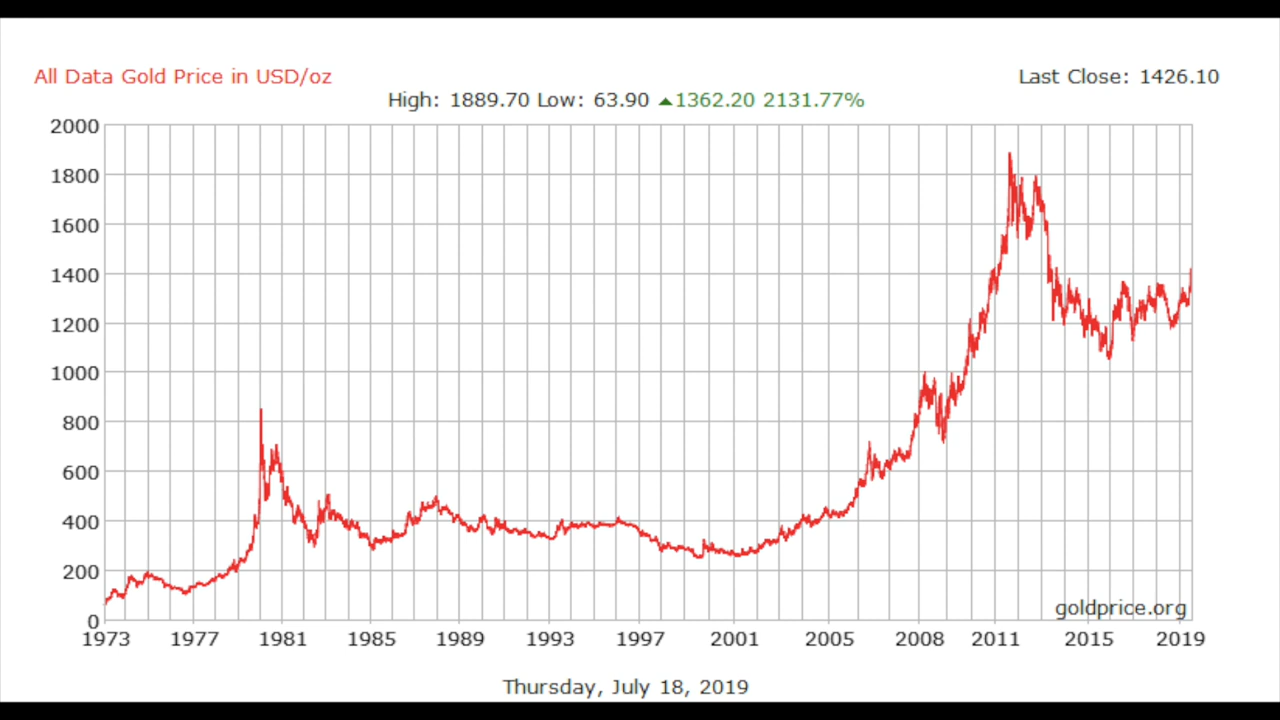 All Data Gold Price in USD/oz
Last Close: 1426.10
High: 1889.70 Low: 63.90 ▲1362.20 2131.77%
2000
1800
1600
1400
1200
1000
800
600
400
200
0
goldprice.org
1973 1977 1981 1985 1989 1993 1997 2001 2005 2008 2011 2015 2019
Thursday, July 18, 2019